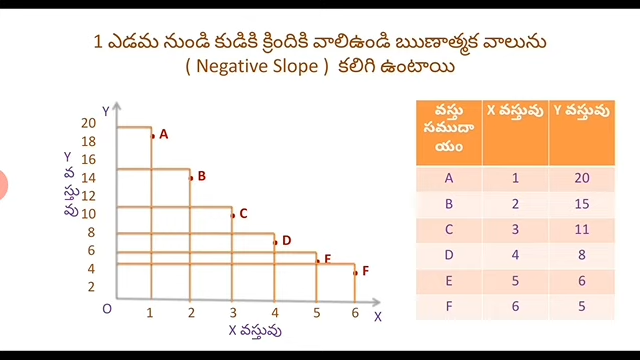 1 ఎడమ నుండి కుడికి క్రిందికి వాలిఉండి ఋణాత్మక వాలును
( Negative Slope ) కలిగి ఉంటాయి
Y
20
18
16
14
12
10
8
6
4
2
Y వస్తువు
A
B
C
D
E
F
O
1 2 3 4 5 6
X
X వస్తువు
వస్తు సముదాయం X వస్తువు Y వస్తువు
A 1 20
B 2 15
C 3 11
D 4 8
E 5 6
F 6 5